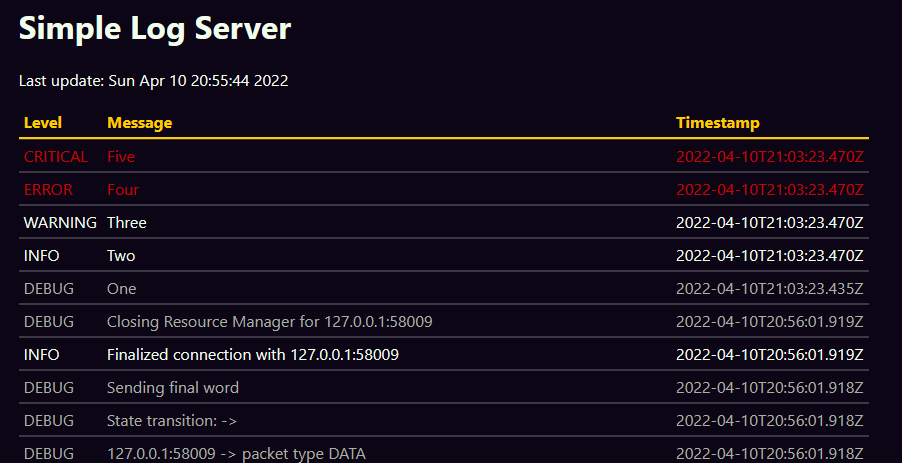 Simple Log Server
Last update: Sun Apr 10 20:55:44 2022
Level Message Timestamp
CRITICAL Five 2022-04-10T21:03:23.470Z
ERROR Four 2022-04-10T21:03:23.470Z
WARNING Three 2022-04-10T21:03:23.470Z
INFO Two 2022-04-10T21:03:23.470Z
DEBUG One 2022-04-10T21:03:23.435Z
DEBUG Closing Resource Manager for 127.0.0.1:58009 2022-04-10T20:56:01.919Z
INFO Finalized connection with 127.0.0.1:58009 2022-04-10T20:56:01.919Z
DEBUG Sending final word 2022-04-10T20:56:01.918Z
DEBUG State transition: -> 2022-04-10T20:56:01.918Z
DEBUG 127.0.0.1:58009 -> packet type DATA 2022-04-10T20:56:01.918Z